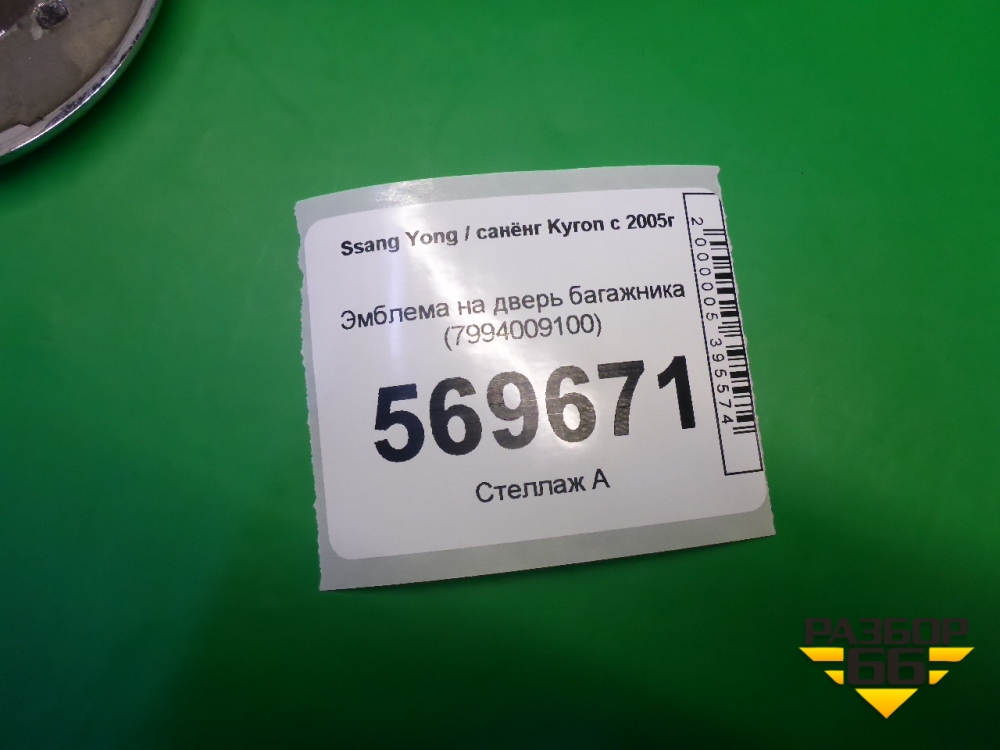 Ssang Yong / санёнг Kyron с 2005г
Эмблема на дверь багажника
(7994009100)
569671
Стеллаж А
2000005395574
РАЗБОР
66